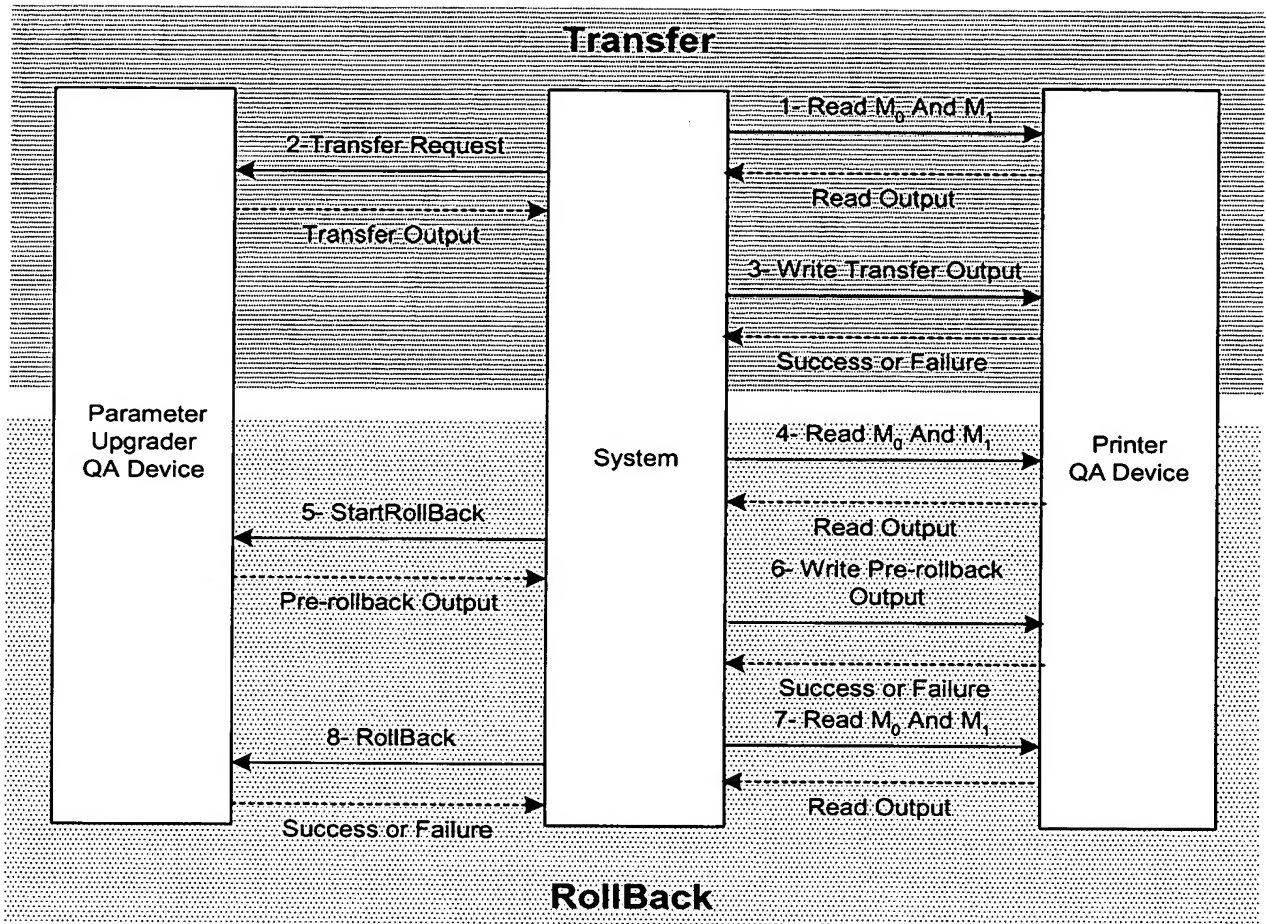 Transfer
1- Read M₀ And M₁
2-Transfer Request
Read Output
Transfer Output
3- Write Transfer Output
Success or Failure
Parameter
Upgrader
QA Device
System
Printer
QA Device
4- Read M₀ And M₁
Read Output
5- StartRollBack
6- Write Pre-rollback
Output
Pre-rollback Output
Success or Failure
7- Read M₀ And M₁
8- RollBack
Read Output
Success or Failure
RollBack